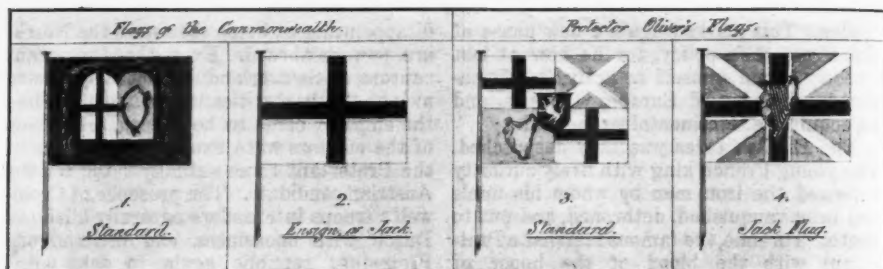 Flags of the Commonwealth.
Protector Oliver's Flags.
1. 2. 3. 4.
Standard. Ensign, or Jack. Standard. Jack Flag.